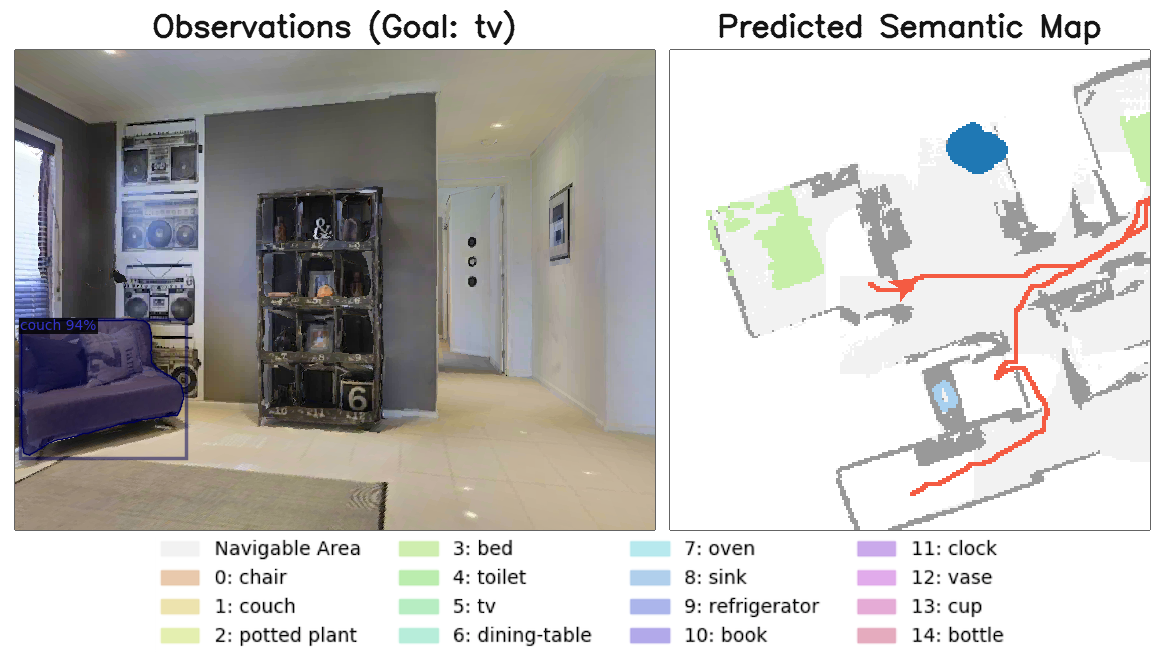 Observations (Goal: tv)
Predicted Semantic Map
couch 94%
&
6
Navigable Area
0: chair
1: couch
2: potted plant
3: bed
4: toilet
5: tv
6: dining-table
7: oven
8: sink
9: refrigerator
10: book
11: clock
12: vase
13: cup
14: bottle